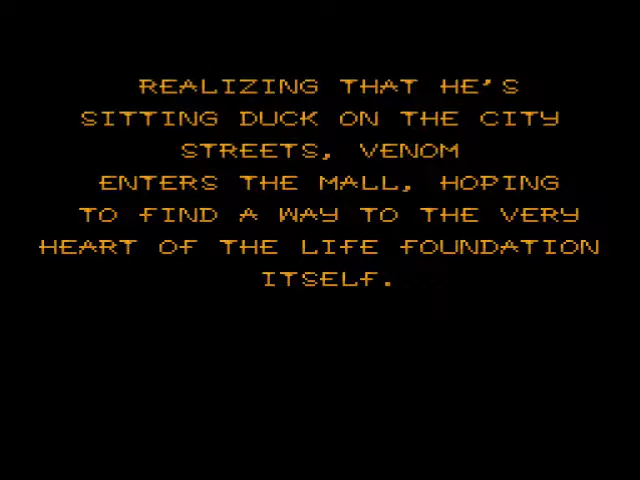 REALIZING THAT HE'S
SITTING DUCK ON THE CITY
STREETS, VENOM
ENTERS THE MALL, HOPING
TO FIND A WAY TO THE VERY
HEART OF THE LIFE FOUNDATION
ITSELF.